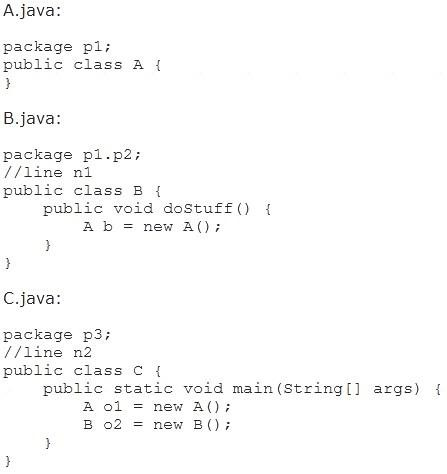 A.java:
package p1;
public class A {
}
B.java:
package p1.p2;
//line n1
public class B {
    public void doStuff() {
        A b = new A();
    }
}
C.java:
package p3;
//line n2
public class C {
    public static void main(String[] args) {
        A o1 = new A();
        B o2 = new B();
    }
}